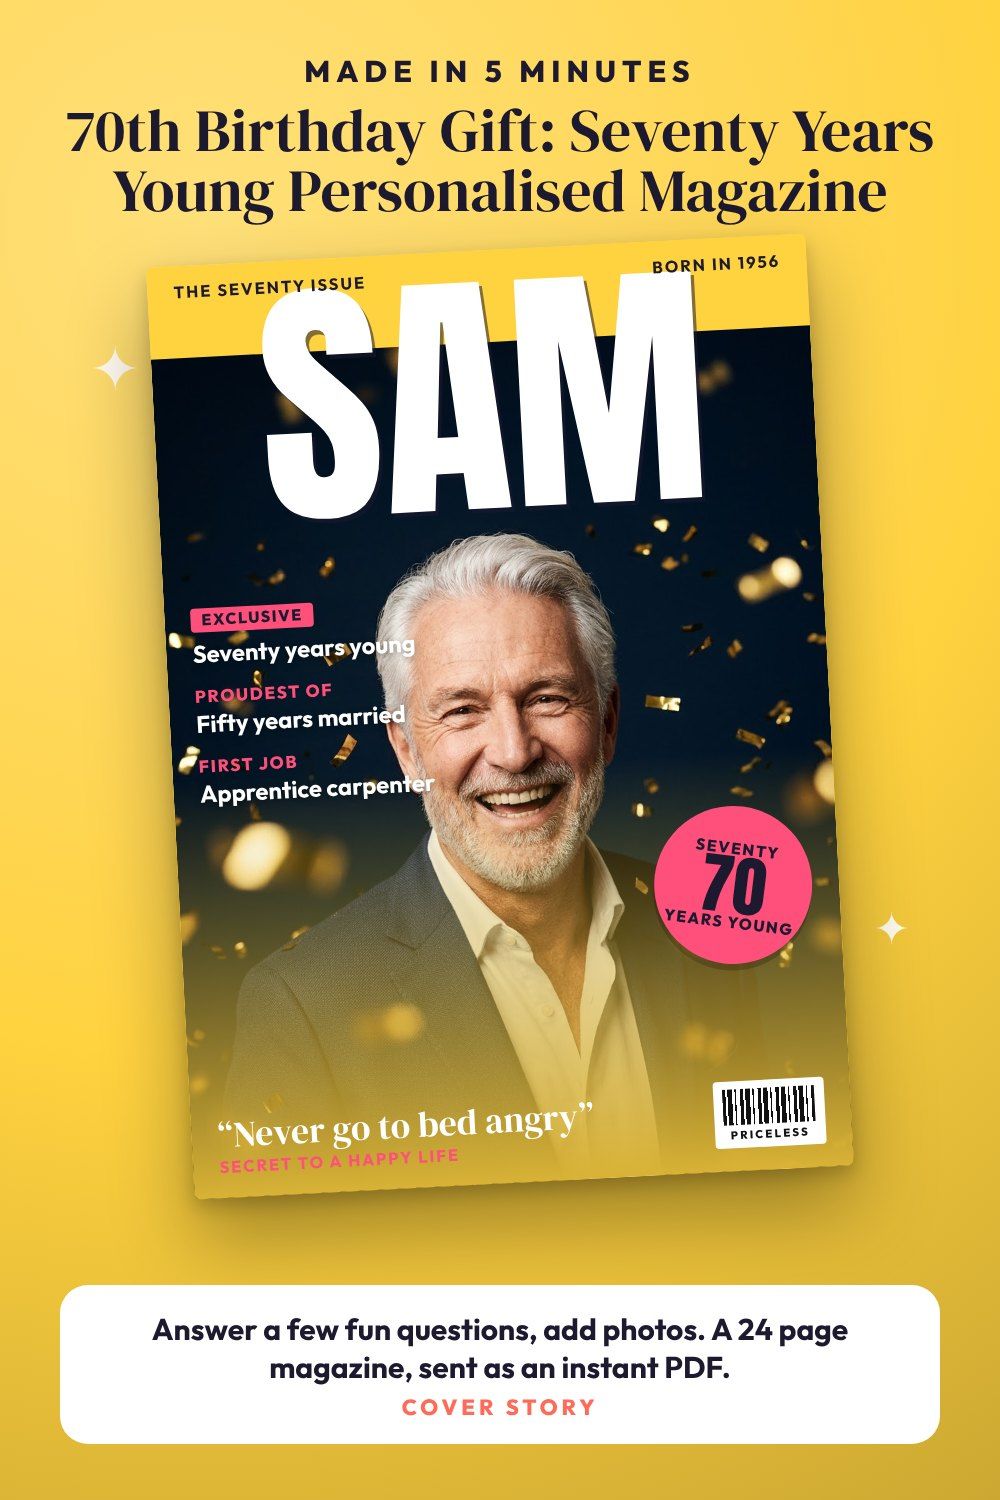 MADE IN 5 MINUTES
70th Birthday Gift: Seventy Years
Young Personalised Magazine
THE SEVENTY ISSUE
BORN IN 1956
SAM
EXCLUSIVE
Seventy years young
PROUDEST OF
Fifty years married
FIRST JOB
Apprentice carpenter
SEVENTY
70
YEARS YOUNG
“Never go to bed angry”
SECRET TO A HAPPY LIFE
PRICELESS
Answer a few fun questions, add photos. A 24 page
magazine, sent as an instant PDF.
COVER STORY